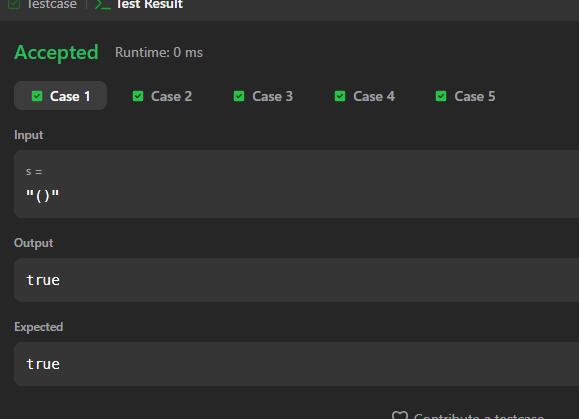 Testcase | Test Result
Accepted Runtime: 0 ms
Case 1 Case 2 Case 3 Case 4 Case 5
Input
s =
"()"
Output
true
Expected
true
Contribute a testcase